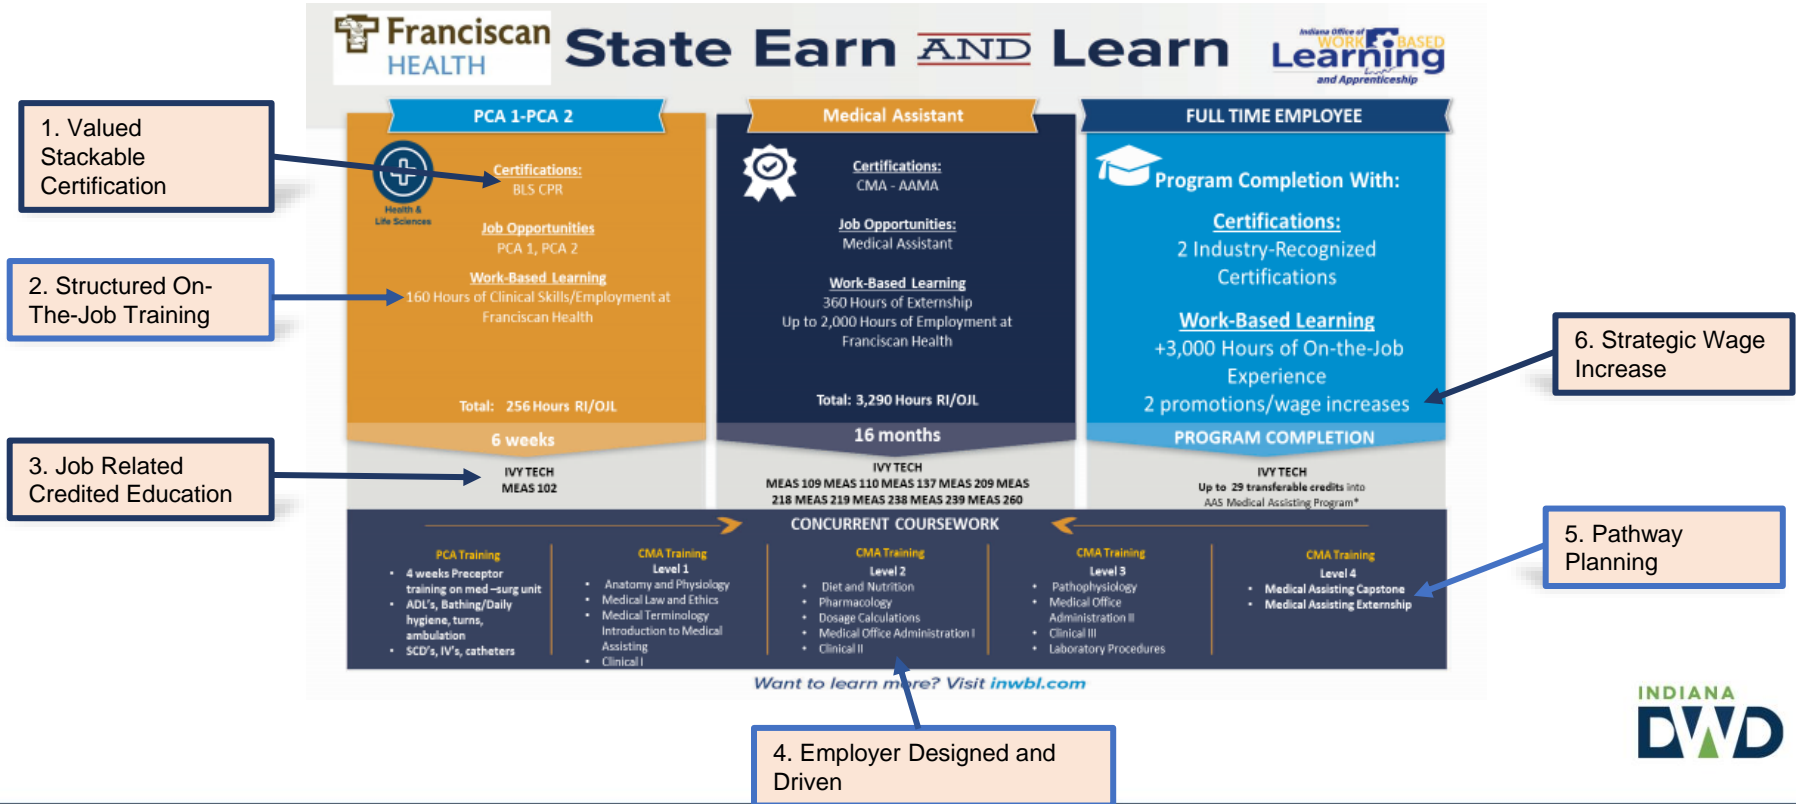 Franciscan
HEALTH
State Earn AND Learn
Indiana Office of
WORK BASED
Learning
and Apprenticeship
1. Valued
Stackable
Certification
2. Structured On-
The-Job Training
3. Job Related
Credited Education
PCA 1-PCA 2
Certifications:
BLS CPR
Health &
Life Sciences
Job Opportunities
PCA 1, PCA 2
Work-Based Learning
160 Hours of Clinical Skills/Employment at
Franciscan Health
Total: 256 Hours RI/OJL
6 weeks
IVY TECH
MEAS 102
Medical Assistant
Certifications:
CMA - AAMA
Job Opportunities:
Medical Assistant
Work-Based Learning
360 Hours of Externship
Up to 2,000 Hours of Employment at
Franciscan Health
Total: 3,290 Hours RI/OJL
16 months
IVY TECH
MEAS 109 MEAS 110 MEAS 137 MEAS 209 MEAS
218 MEAS 219 MEAS 238 MEAS 239 MEAS 260
FULL TIME EMPLOYEE
Program Completion With:
Certifications:
2 Industry-Recognized
Certifications
Work-Based Learning
+3,000 Hours of On-the-Job
Experience
2 promotions/wage increases
PROGRAM COMPLETION
IVY TECH
Up to 29 transferable credits into
AAS Medical Assisting Program*
6. Strategic Wage
Increase
5. Pathway
Planning
CONCURRENT COURSEWORK
PCA Training
• 4 weeks Preceptor
training on med –surg unit
• ADL's, Bathing/Daily
hygiene, turns,
ambulation
• SCD's, IV's, catheters
CMA Training
Level 1
• Anatomy and Physiology
• Medical Law and Ethics
• Medical Terminology
Introduction to Medical
Assisting
• Clinical I
CMA Training
Level 2
• Diet and Nutrition
• Pharmacology
• Dosage Calculations
• Medical Office Administration I
• Clinical II
CMA Training
Level 3
• Pathophysiology
• Medical Office
Administration II
• Clinical III
• Laboratory Procedures
CMA Training
Level 4
• Medical Assisting Capstone
• Medical Assisting Externship
Want to learn more? Visit inwbl.com
4. Employer Designed and
Driven
INDIANA
DWD